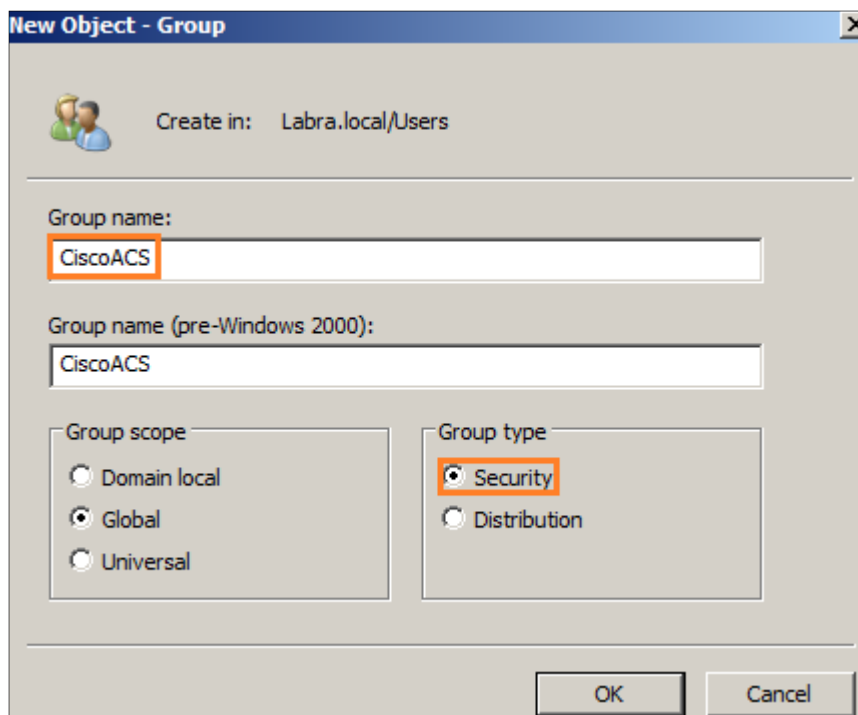 New Object - Group
Create in: Labra.local/Users
Group name:
CiscoACS
Group name (pre-Windows 2000):
CiscoACS
Group scope
Domain local
Global
Universal
Group type
Security
Distribution
OK
Cancel